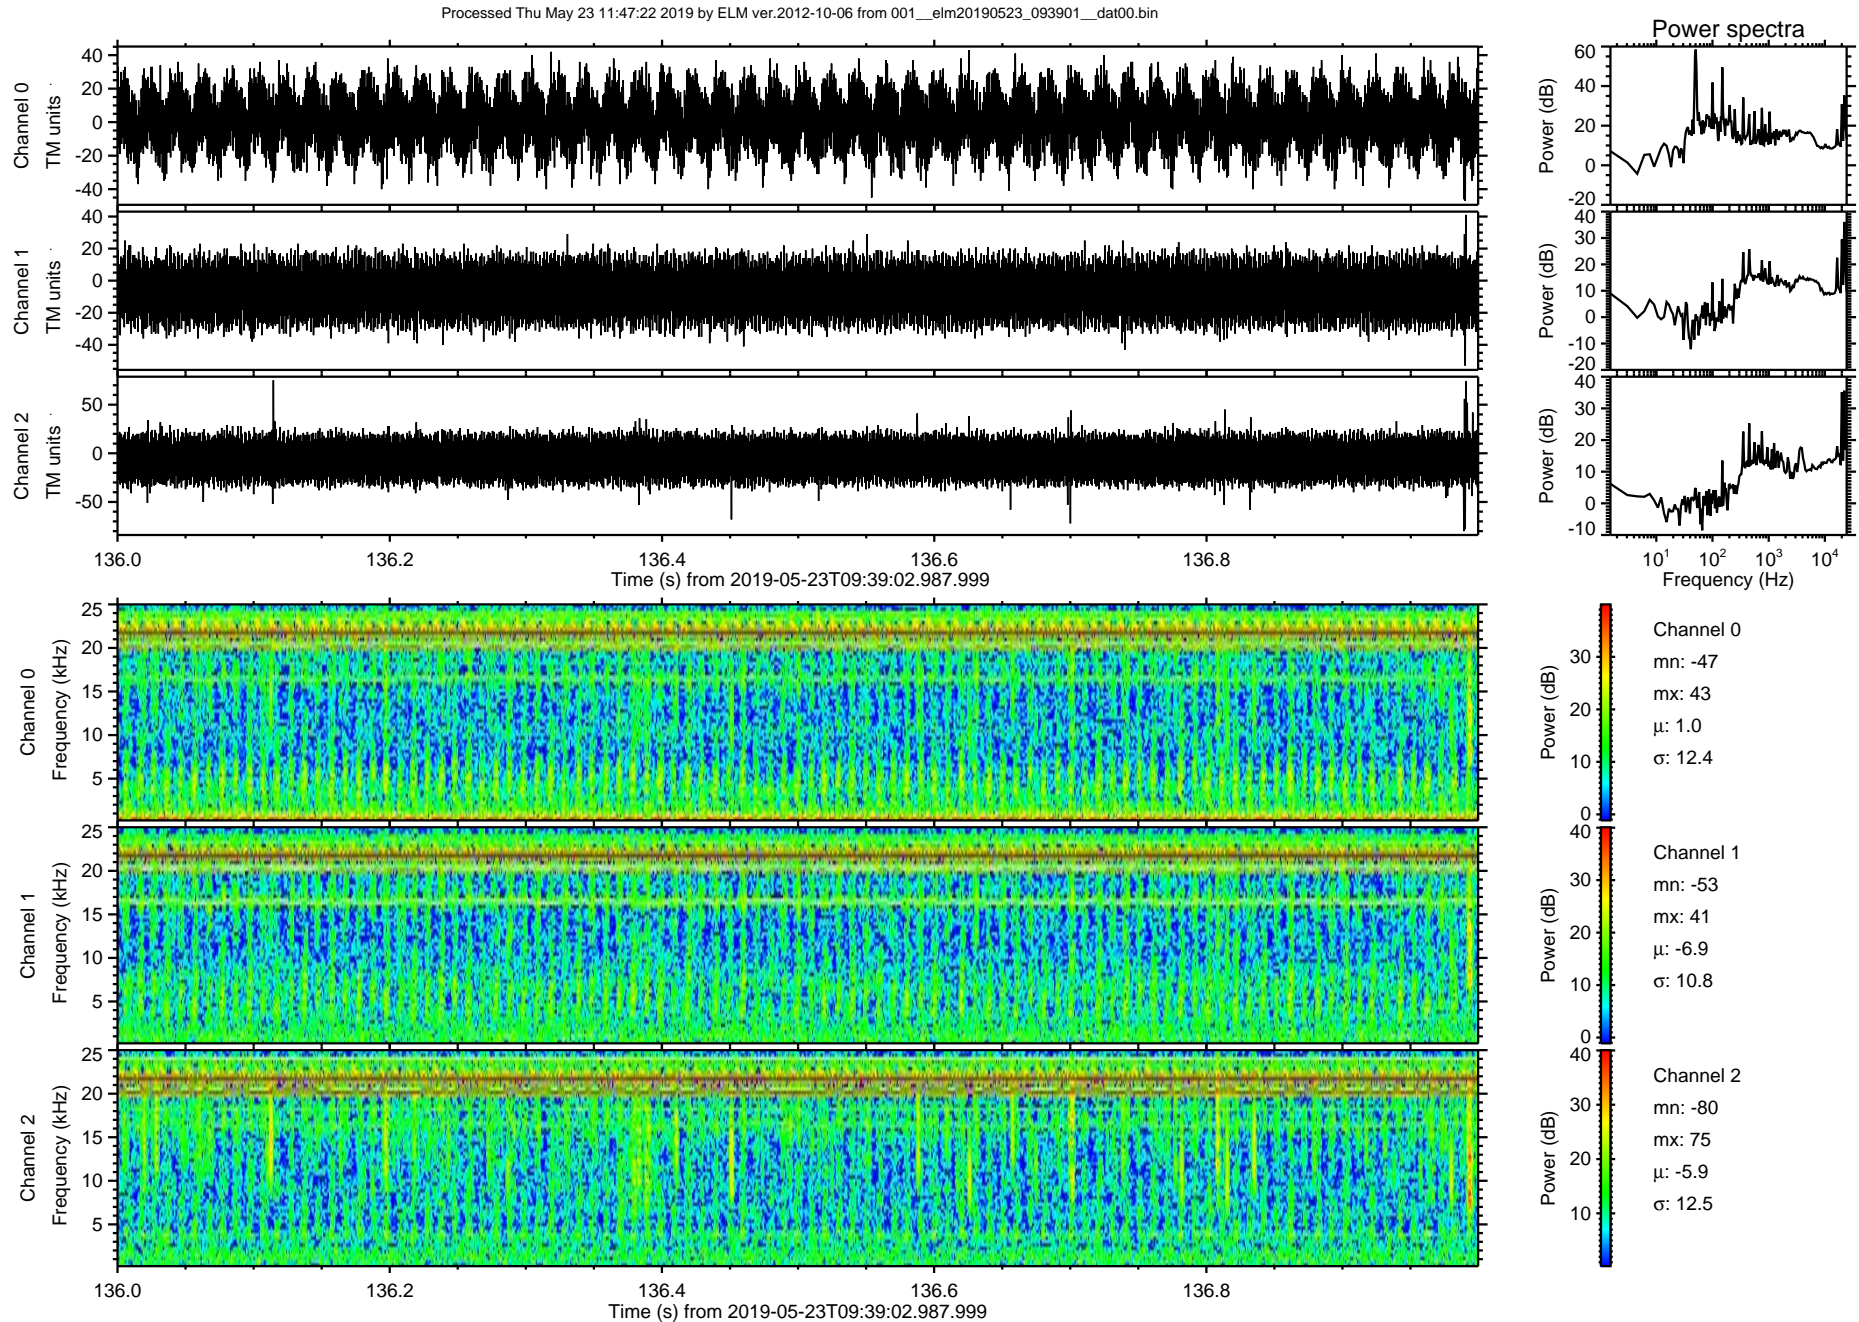 Processed Thu May 23 11:47:22 2019 by ELM ver.2012-10-06 from 001__elm20190523_093901__dat00.bin
Power spectra
Channel 0
TM units
40
20
0
-20
-40
Power (dB)
60
40
20
0
-20
Channel 1
TM units
40
20
0
-20
-40
Power (dB)
40
30
20
10
0
-10
-20
Channel 2
TM units
50
0
-50
Power (dB)
40
30
20
10
0
-10
136.0 136.2 136.4 136.6 136.8
Time (s) from 2019-05-23T09:39:02.987.999
10¹ 10² 10³ 10⁴
Frequency (Hz)
Channel 0
Frequency (kHz)
25
20
15
10
5
Power (dB)
30
20
10
0
Channel 0
mn: -47
mx: 43
μ: 1.0
σ: 12.4
Channel 1
Frequency (kHz)
25
20
15
10
5
Power (dB)
40
30
20
10
0
Channel 1
mn: -53
mx: 41
μ: -6.9
σ: 10.8
Channel 2
Frequency (kHz)
25
20
15
10
5
Power (dB)
40
30
20
10
Channel 2
mn: -80
mx: 75
μ: -5.9
σ: 12.5
136.0 136.2 136.4 136.6 136.8
Time (s) from 2019-05-23T09:39:02.987.999